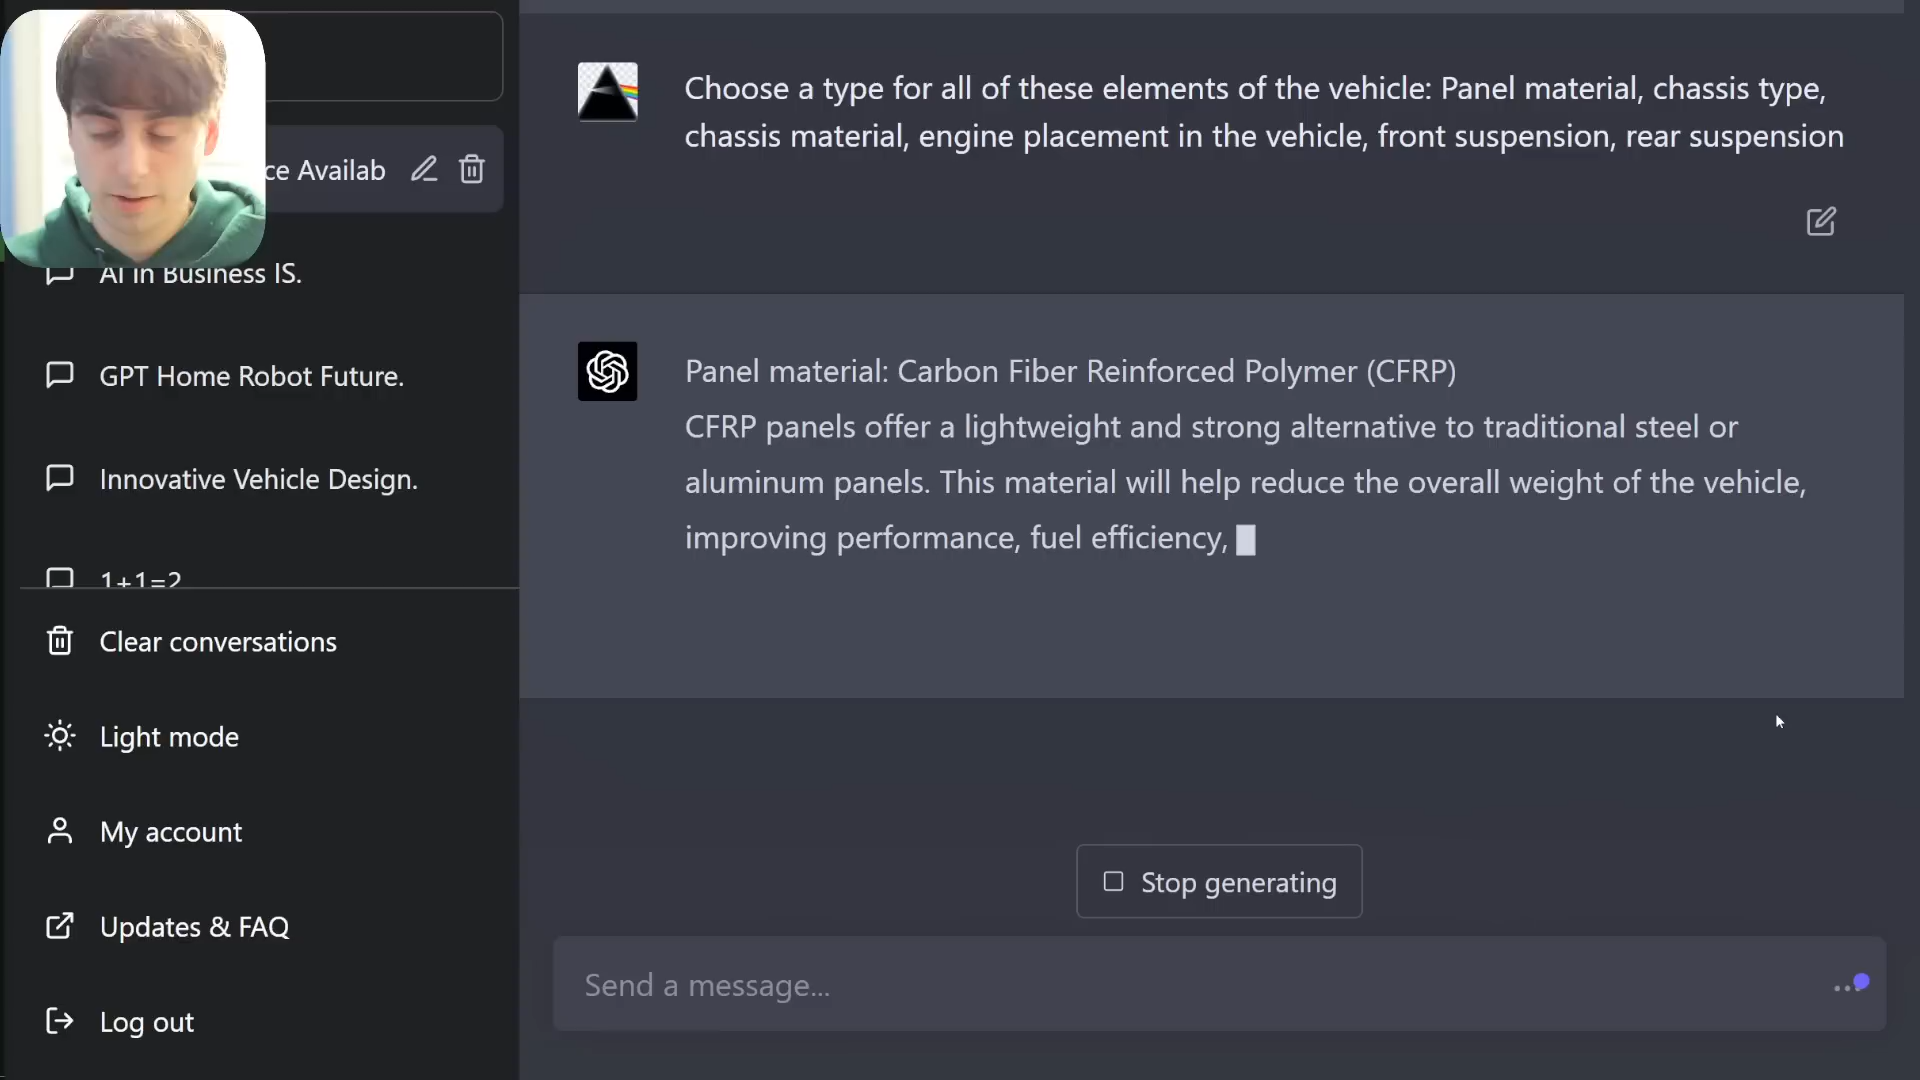 ce Availab
AI in Business IS.
GPT Home Robot Future.
Innovative Vehicle Design.
1+1=2
Clear conversations
Light mode
My account
Updates & FAQ
Log out
Choose a type for all of these elements of the vehicle: Panel material, chassis type,
chassis material, engine placement in the vehicle, front suspension, rear suspension
Panel material: Carbon Fiber Reinforced Polymer (CFRP)
CFRP panels offer a lightweight and strong alternative to traditional steel or
aluminum panels. This material will help reduce the overall weight of the vehicle,
improving performance, fuel efficiency,
Stop generating
Send a message...